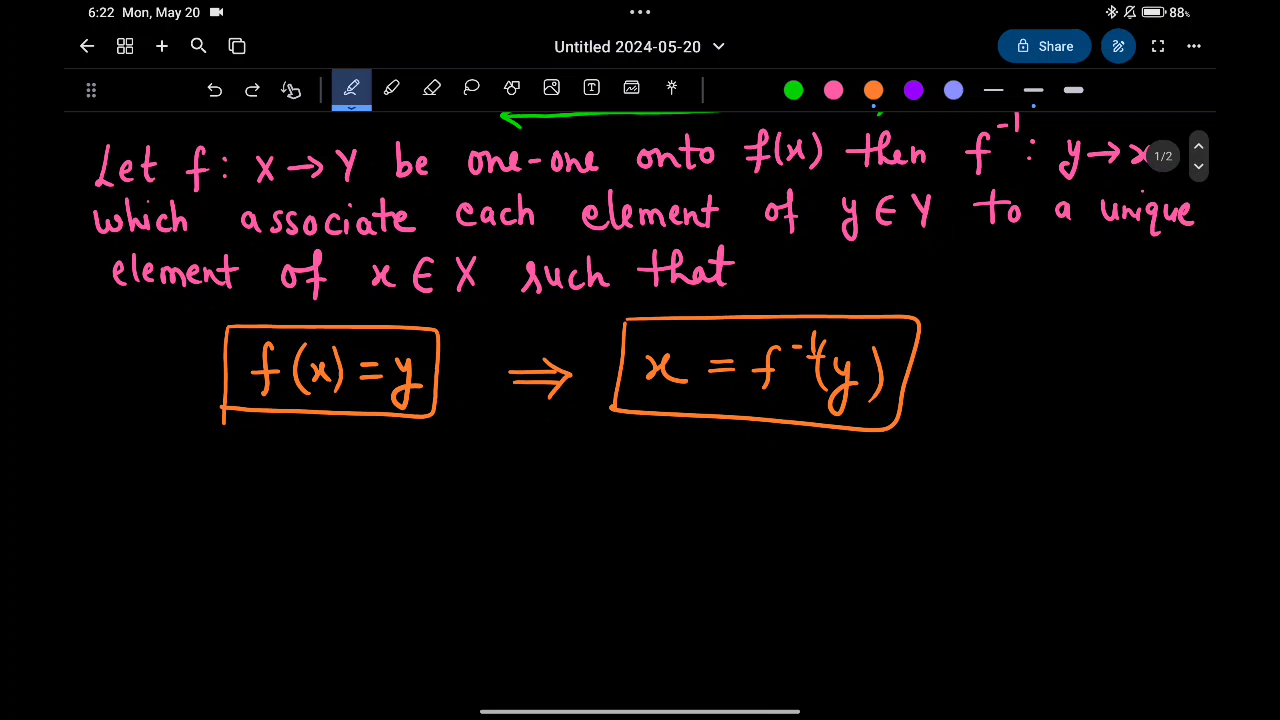 6:22 Mon, May 20 88%
Untitled 2024-05-20 Share
Let f: X→Y be one-one onto f(x) then f⁻¹: y→x
1/2
which associate each element of y∈Y to a unique
element of x∈X such that
f(x)=y ⟹ x = f⁻¹(y)